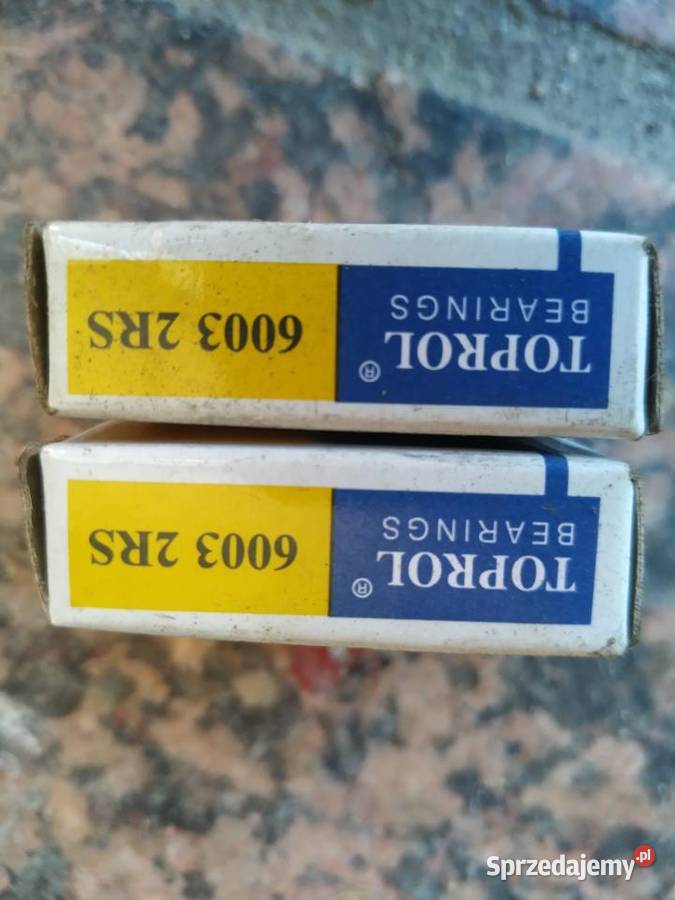 TOPROL®
BEARINGS
6003 2RS
TOPROL®
BEARINGS
6003 2RS
Sprzedajemy.pl